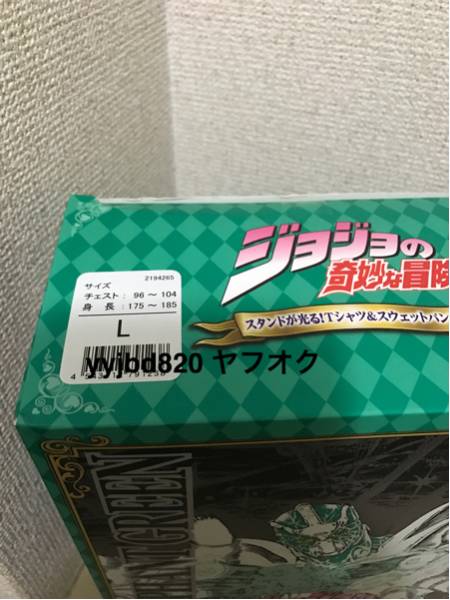 2194265
サイズ
チェスト: 96〜104
身 長: 175〜185
L
yyjbd820 ヤフオク
ジョジョの
奇妙な冒険
スタンドが光る!Tシャツ&スウェットパン